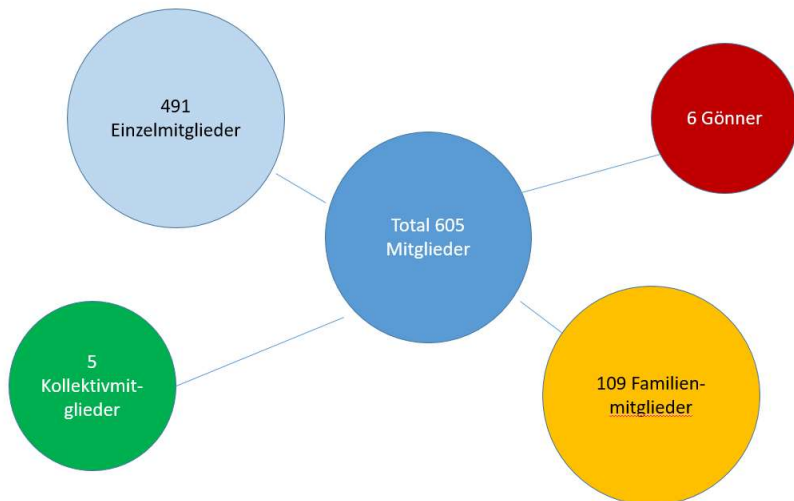 491
Einzelmitglieder
6 Gönner
Total 605
Mitglieder
5
Kollektivmit-
glieder
109 Familien-
mitglieder